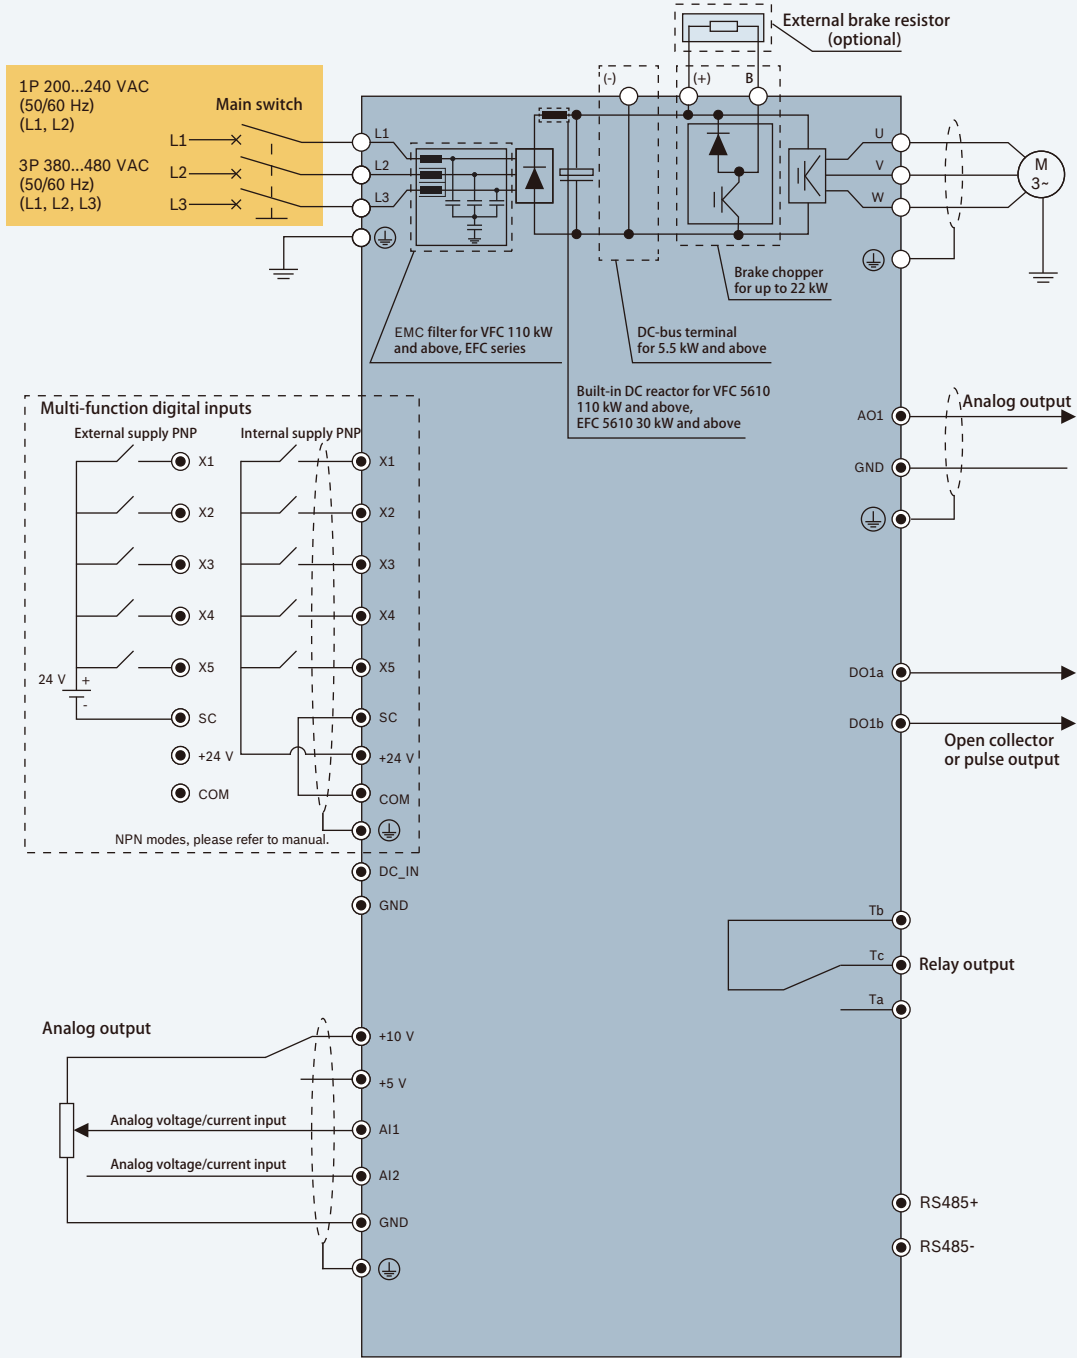 External brake resistor
(optional)
1P 200...240 VAC
(50/60 Hz)
(L1, L2)
3P 380...480 VAC
(50/60 Hz)
(L1, L2, L3)
Main switch
L1
L2
L3
L1
L2
L3
(-)
(+)
B
U
V
W
M
3~
Brake chopper
for up to 22 kW
EMC filter for VFC 110 kW
and above, EFC series
DC-bus terminal
for 5.5 kW and above
Built-in DC reactor for VFC 5610
110 kW and above,
EFC 5610 30 kW and above
Multi-function digital inputs
External supply PNP
Internal supply PNP
X1
X2
X3
X4
X5
24 V
+
-
SC
+24 V
COM
X1
X2
X3
X4
X5
SC
+24 V
COM
NPN modes, please refer to manual.
DC_IN
GND
AO1
Analog output
GND
DO1a
DO1b
Open collector
or pulse output
Tb
Tc
Relay output
Ta
Analog output
+10 V
+5 V
Analog voltage/current input
AI1
Analog voltage/current input
AI2
GND
RS485+
RS485-